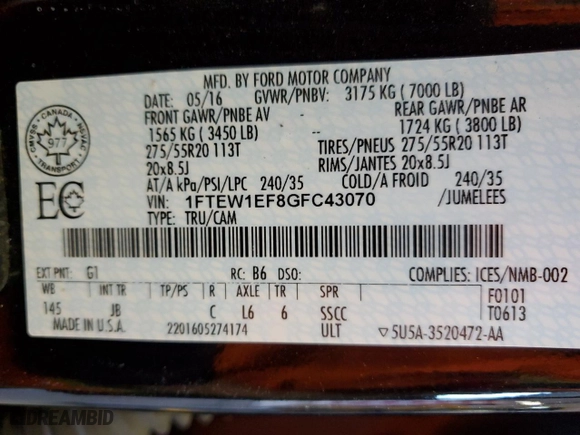 MFD. BY FORD MOTOR COMPANY
DATE: 05/16 GVWR/PNBV: 3175 KG ( 7000 LB)
FRONT GAWR/PNBE AV REAR GAWR/PNBE AR
1565 KG ( 3450 LB) 1724 KG ( 3800 LB)
275/55R20 113T -- TIRES/PNEUS 275/55R20 113T
20x8.5J RIMS/JANTES 20x8.5J
AT/A kPa/PSI/LPC 240/35 COLD/A FROID 240/35
VIN: 1FTEW1EF8GFC43070 /JUMELEES
TYPE: TRU/CAM
CANADA
CMVSS NSVAC
977
TRANSPORT
EC
EXT PNT: G1 RC: B6 DSO: COMPLIES: ICES/NMB-002
WB INT TR TP/PS R AXLE TR SPR F0101
145 JB C L6 6 SSCC T0613
MADE IN U.S.A. 2201605274174 ULT ▽5U5A-3520472-AA
DREAMBID